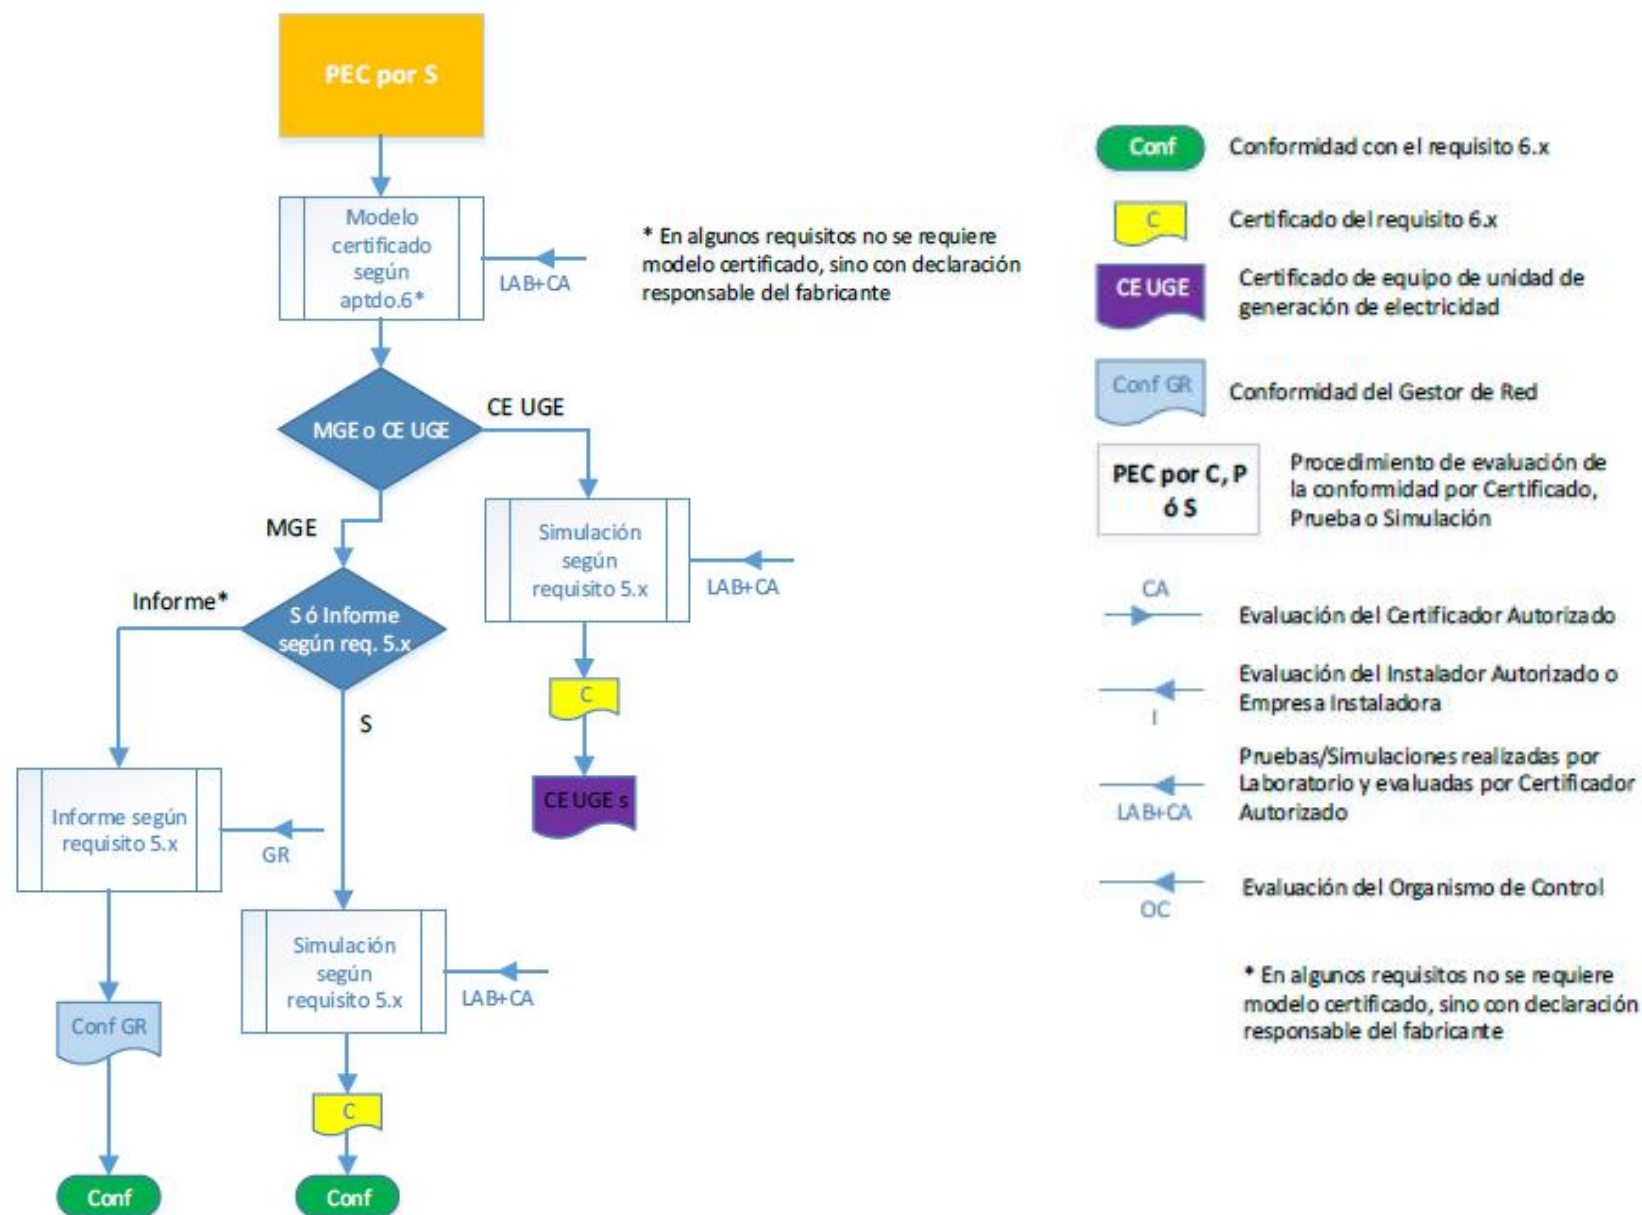 PEC por S
Modelo
certificado
según
aptdo.6*
LAB+CA
* En algunos requisitos no se requiere
modelo certificado, sino con declaración
responsable del fabricante
MGE o CE UGE
CE UGE
MGE
Simulación
según
requisito 5.x
LAB+CA
Informe*
S ó Informe
según req. 5.x
C
S
CE UGE s
Informe según
requisito 5.x
GR
Simulación
según
requisito 5.x
LAB+CA
Conf GR
C
Conf
Conf
Conf
Conformidad con el requisito 6.x
C
Certificado del requisito 6.x
CE UGE
Certificado de equipo de unidad de
generación de electricidad
Conf GR
Conformidad del Gestor de Red
PEC por C, P
ó S
Procedimiento de evaluación de
la conformidad por Certificado,
Prueba o Simulación
CA
Evaluación del Certificador Autorizado
I
Evaluación del Instalador Autorizado o
Empresa Instaladora
LAB+CA
Pruebas/Simulaciones realizadas por
Laboratorio y evaluadas por Certificador
Autorizado
OC
Evaluación del Organismo de Control
* En algunos requisitos no se requiere
modelo certificado, sino con declaración
responsable del fabricante